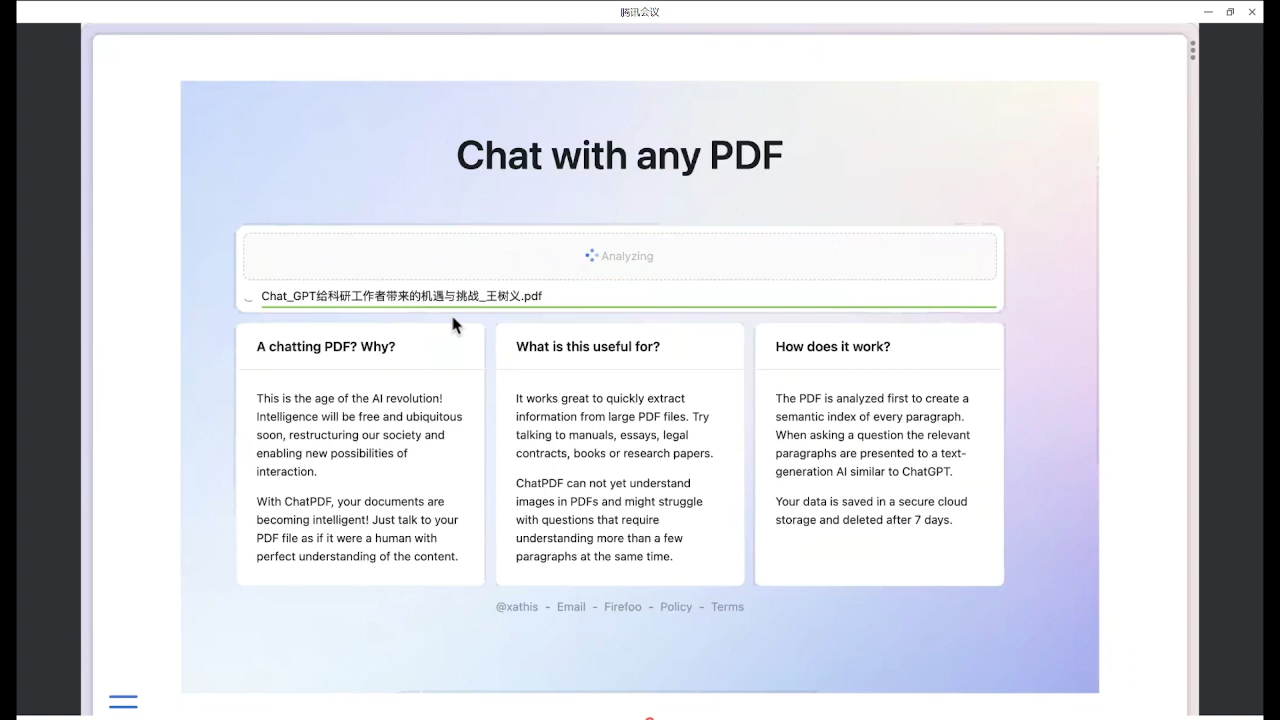 腾讯会议
Chat with any PDF
Analyzing
Chat_GPT给科研工作者带来的机遇与挑战_王树义.pdf
A chatting PDF? Why?
This is the age of the AI revolution!
Intelligence will be free and ubiquitous
soon, restructuring our society and
enabling new possibilities of
interaction.
With ChatPDF, your documents are
becoming intelligent! Just talk to your
PDF file as if it were a human with
perfect understanding of the content.
What is this useful for?
It works great to quickly extract
information from large PDF files. Try
talking to manuals, essays, legal
contracts, books or research papers.
ChatPDF can not yet understand
images in PDFs and might struggle
with questions that require
understanding more than a few
paragraphs at the same time.
How does it work?
The PDF is analyzed first to create a
semantic index of every paragraph.
When asking a question the relevant
paragraphs are presented to a text-
generation AI similar to ChatGPT.
Your data is saved in a secure cloud
storage and deleted after 7 days.
@xathis - Email - Firefoo - Policy - Terms